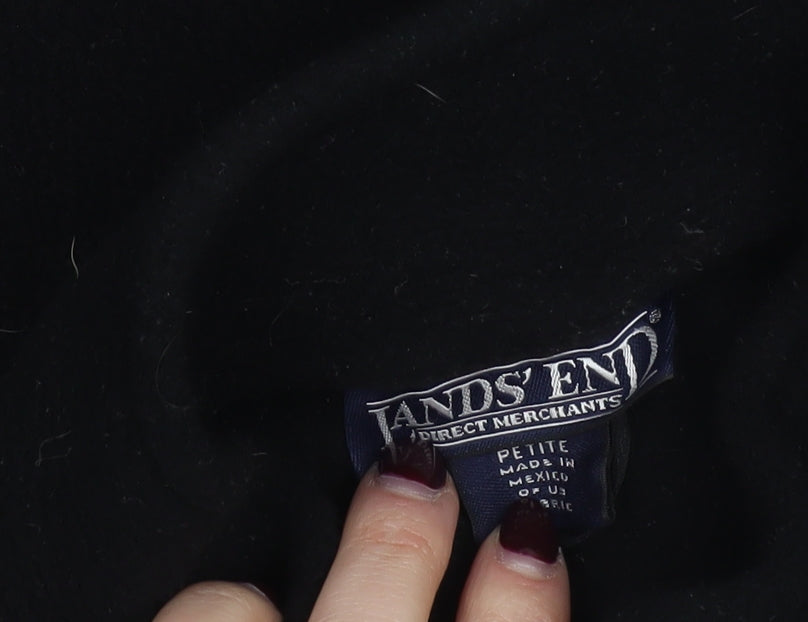 LANDS' END®
DIRECT MERCHANTS
PETITE
MADE IN
MEXICO
OF US